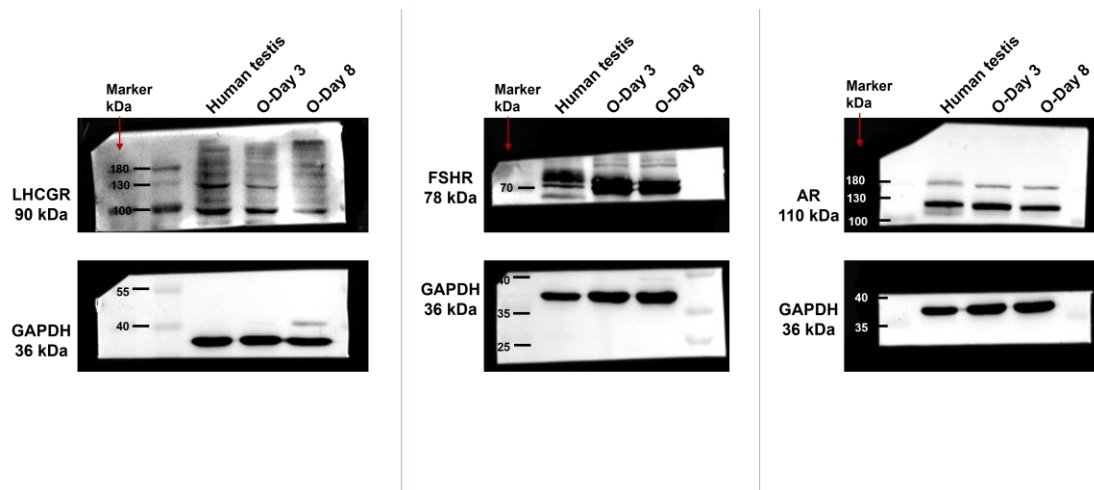 Marker
kDa
Human testis
O-Day 3
O-Day 8
LHCGR
90 kDa
180
130
100
GAPDH
36 kDa
55
40
Human testis
O-Day 3
O-Day 8
Marker
kDa
FSHR
78 kDa
70
GAPDH
36 kDa
40
35
25
Marker
kDa
Human testis
O-Day 3
O-Day 8
AR
110 kDa
180
130
100
GAPDH
36 kDa
40
35